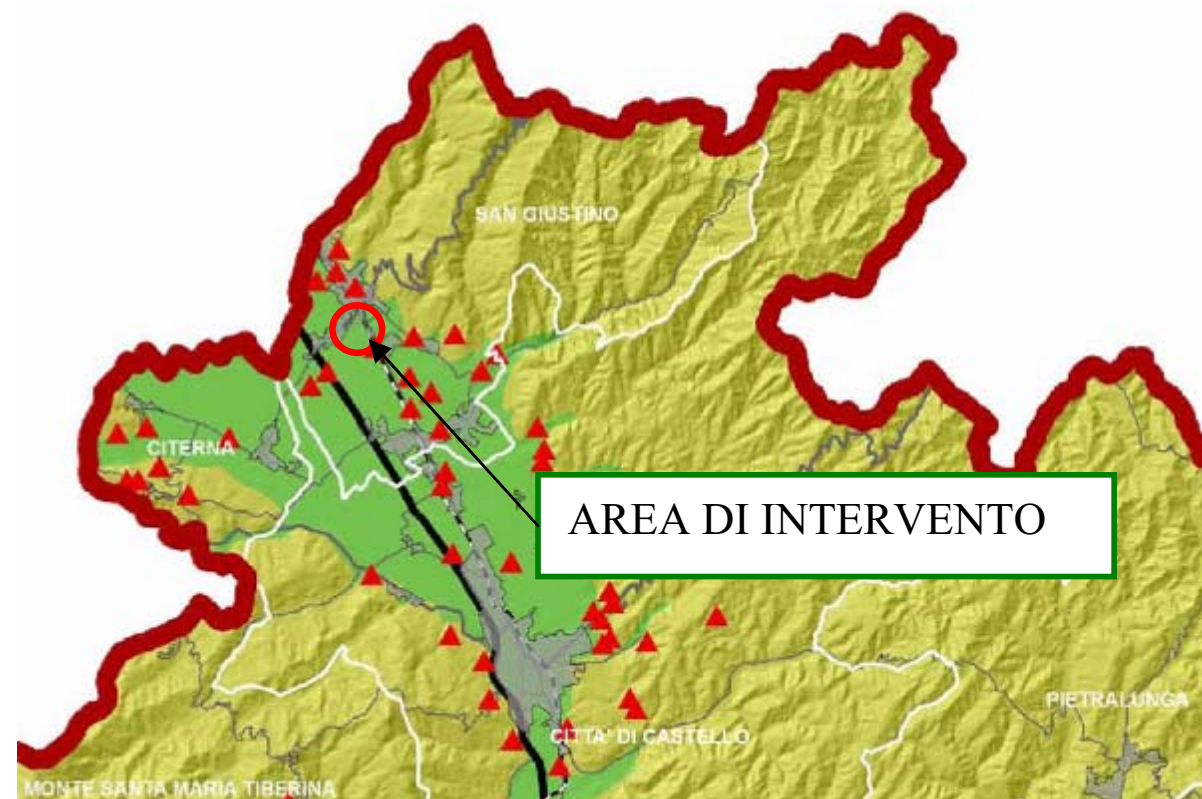 SAN GIUSTINO
CITERNA
AREA DI INTERVENTO
PIETRALUNGA
CITTA' DI CASTELLO
MONTE SANTA MARIA TIBERINA